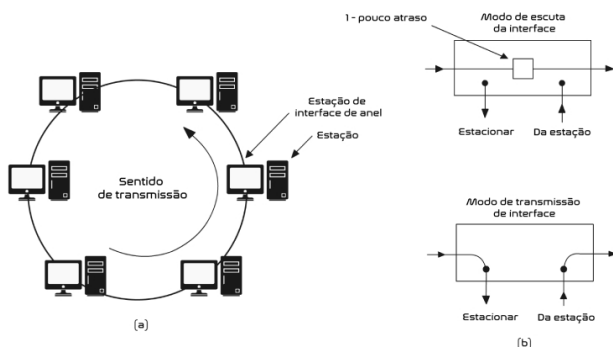 Estação de
interface de anel
Estação
Sentido
de transmissão
(a)
1 - pouco atraso
Modo de escuta
da interface
Estacionar
Da estação
Modo de transmissão
de interface
Estacionar
Da estação
(b)